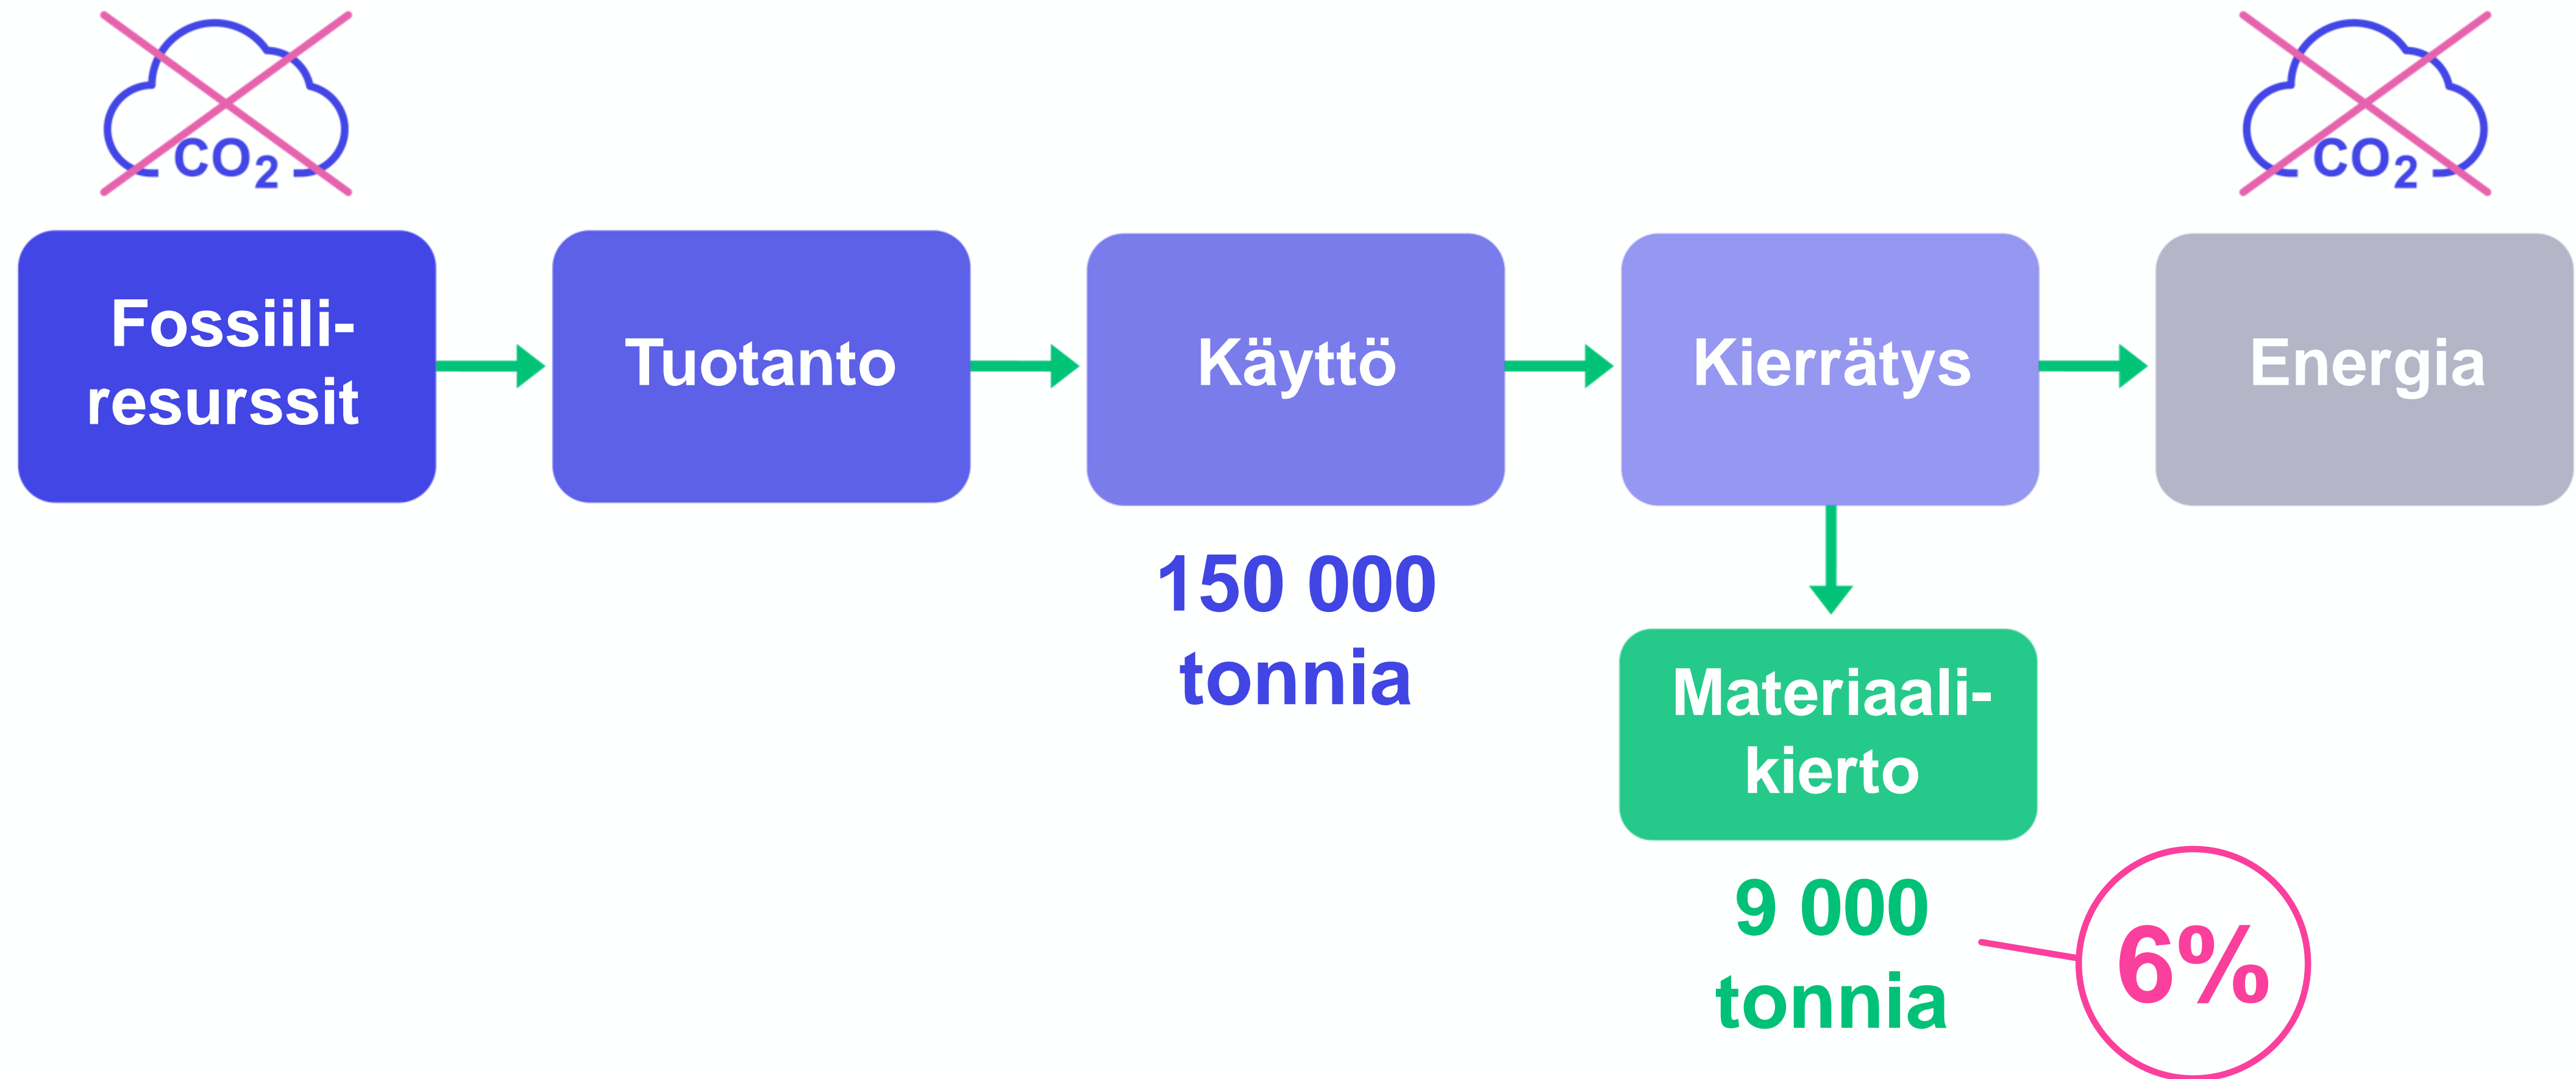 CO2
CO2
Fossiili-
resurssit
Tuotanto
Käyttö
Kierrätys
Energia
150 000
tonnia
Materiaali-
kierto
9 000
tonnia
6%